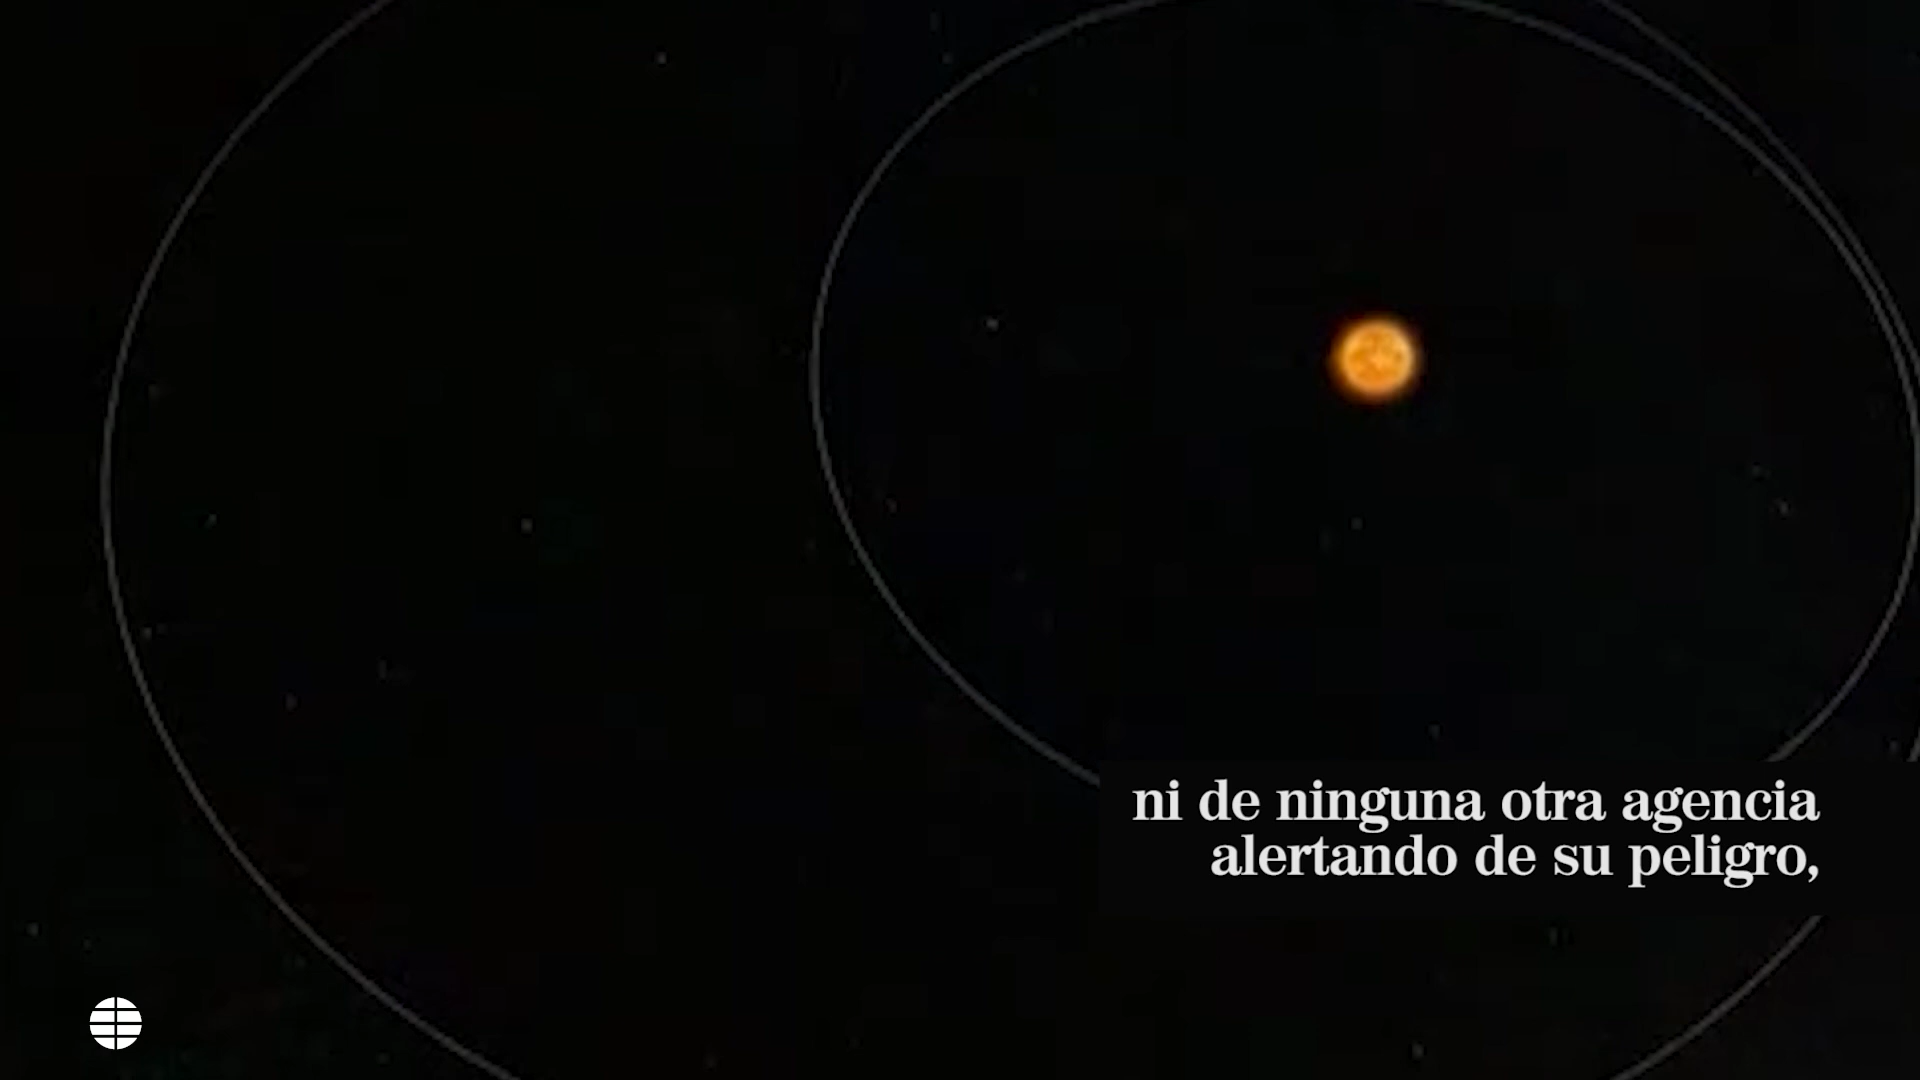 ni de ninguna otra agencia
alertando de su peligro,